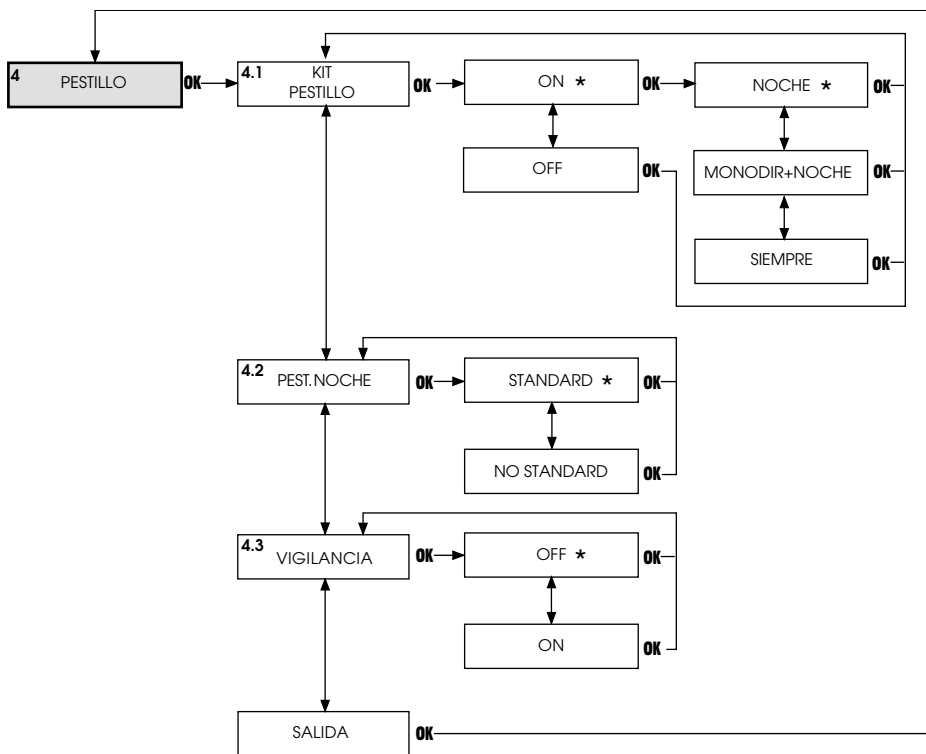 4
PESTILLO
OK
4.1
KIT
PESTILLO
OK
ON *
OK
NOCHE *
OK
OFF
OK
MONODIR+NOCHE
OK
SIEMPRE
OK
4.2
PEST. NOCHE
OK
STANDARD *
OK
NO STANDARD
OK
4.3
VIGILANCIA
OK
OFF *
OK
ON
OK
SALIDA
OK